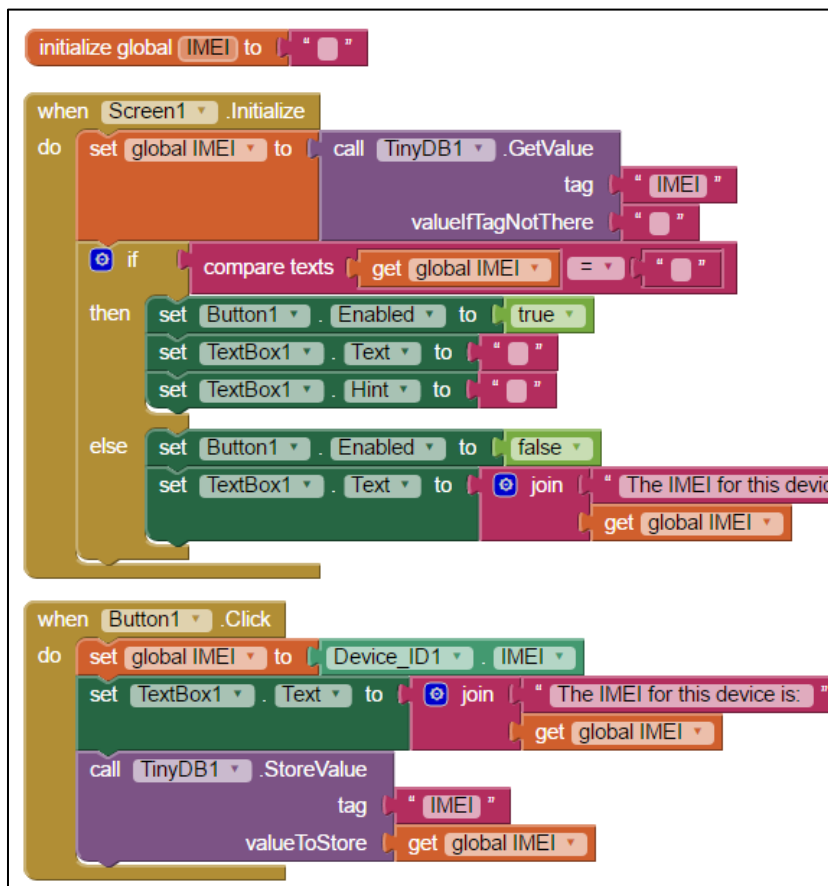 initialize global IMEI to " "
when Screen1 .Initialize
do set global IMEI to call TinyDB1 .GetValue
tag " IMEI "
valueIfTagNotThere " "
if compare texts get global IMEI = " "
then set Button1 . Enabled to true
set TextBox1 . Text to " "
set TextBox1 . Hint to " "
else set Button1 . Enabled to false
set TextBox1 . Text to join " The IMEI for this
get global IMEI
when Button1 .Click
do set global IMEI to Device_ID1 . IMEI
set TextBox1 . Text to join " The IMEI for this device is: "
get global IMEI
call TinyDB1 .StoreValue
tag " IMEI "
valueToStore get global IMEI